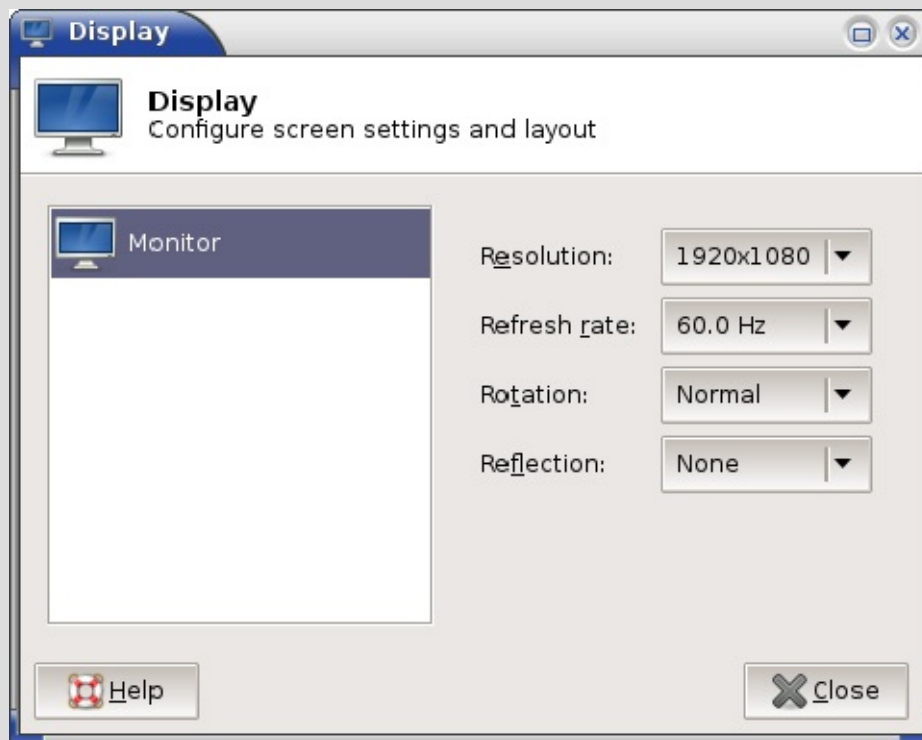 Display
Display
Configure screen settings and layout
Monitor
Resolution: 1920x1080
Refresh rate: 60.0 Hz
Rotation: Normal
Reflection: None
Help Close